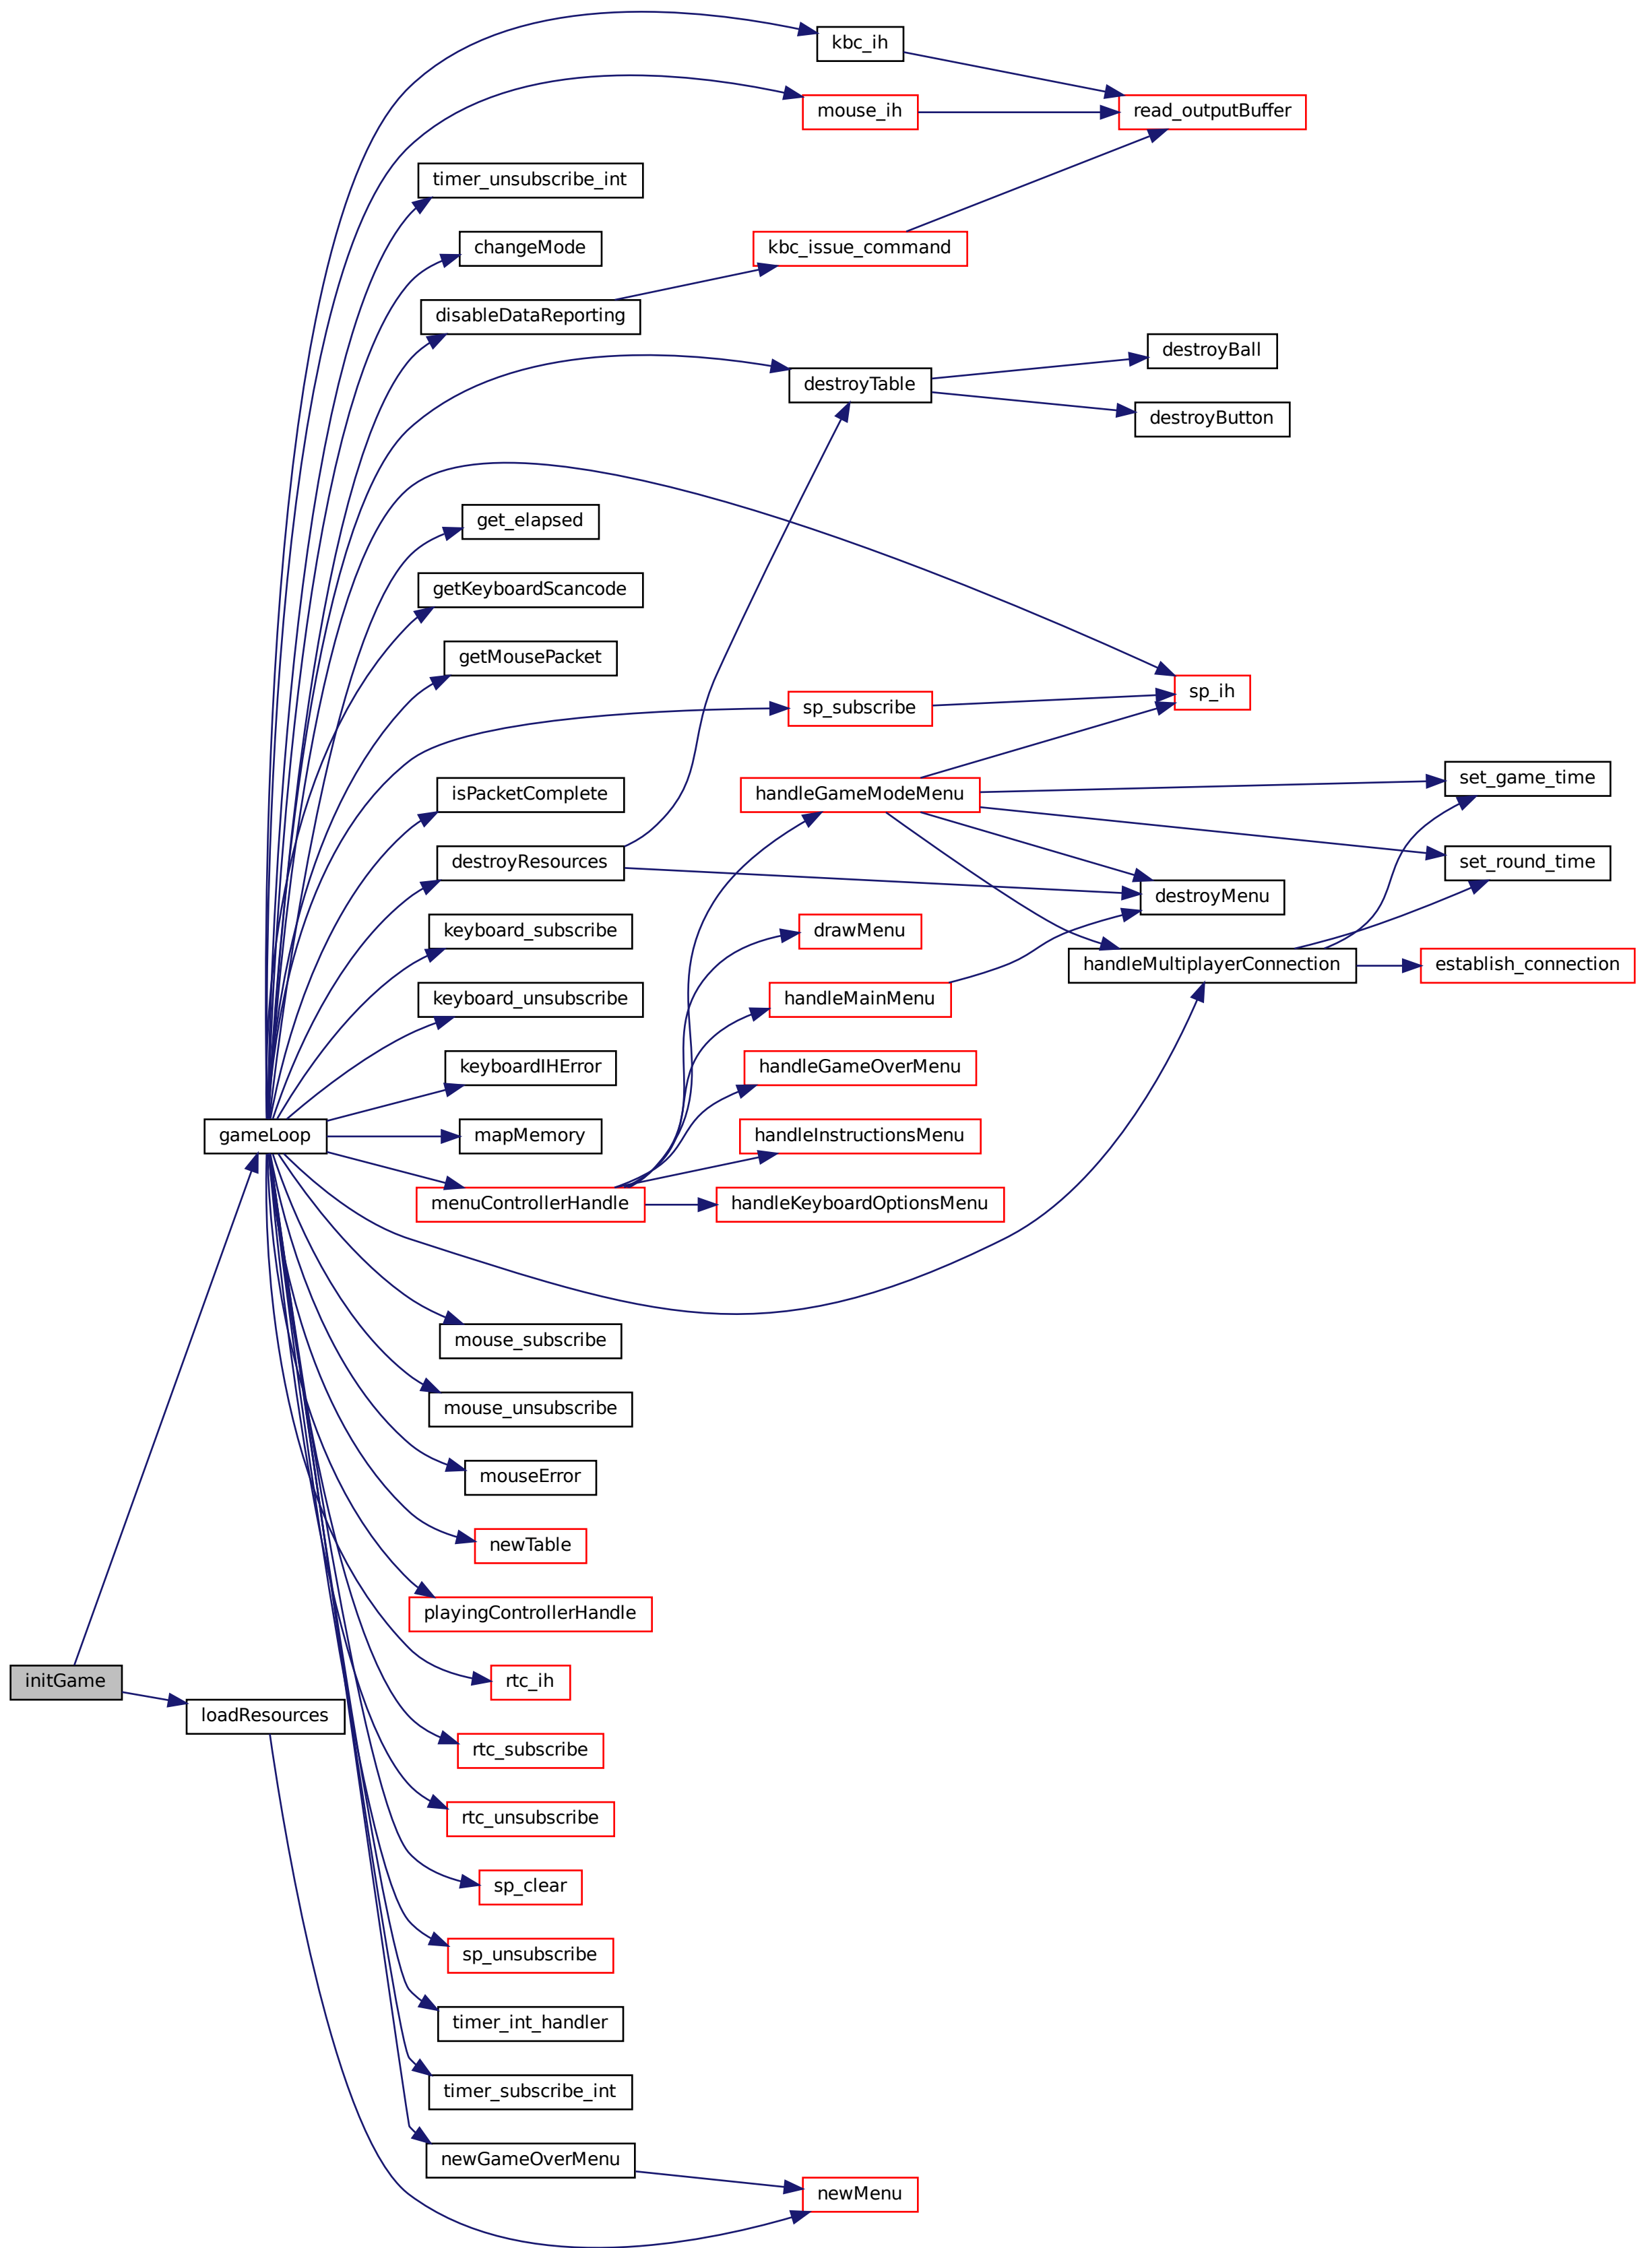 kbc_ih
mouse_ih
read_outputBuffer
timer_unsubscribe_int
changeMode
kbc_issue_command
disableDataReporting
destroyBall
destroyTable
destroyButton
get_elapsed
getKeyboardScancode
getMousePacket
sp_ih
sp_subscribe
set_game_time
handleGameModeMenu
isPacketComplete
set_round_time
destroyResources
destroyMenu
drawMenu
keyboard_subscribe
handleMultiplayerConnection
establish_connection
handleMainMenu
keyboard_unsubscribe
handleGameOverMenu
keyboardIHError
gameLoop
mapMemory
handleInstructionsMenu
menuControllerHandle
handleKeyboardOptionsMenu
mouse_subscribe
mouse_unsubscribe
mouseError
newTable
playingControllerHandle
initGame
rtc_ih
loadResources
rtc_subscribe
rtc_unsubscribe
sp_clear
sp_unsubscribe
timer_int_handler
timer_subscribe_int
newGameOverMenu
newMenu